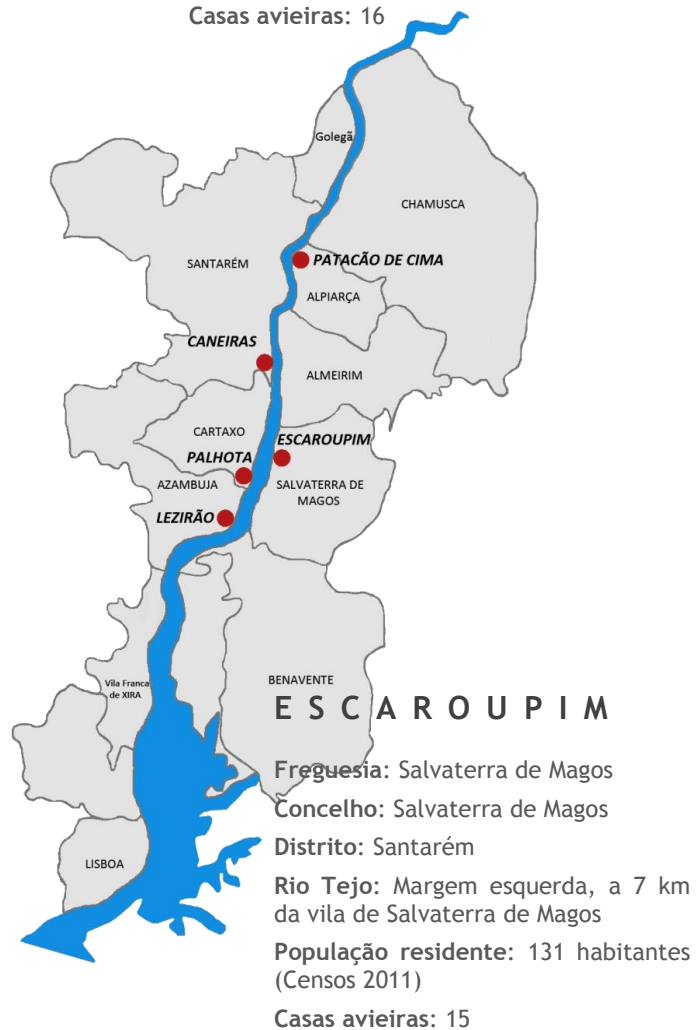 Casas avieiras: 16
Golegã
CHAMUSCA
SANTARÉM
PATACÃO DE CIMA
ALPIARÇA
CANEIRAS
ALMEIRIM
CARTAXO
ESCAROUPIM
PALHOTA
AZAMBUJA
SALVATERRA DE
MAGOS
LEZIRÃO
Vila Franca
de XIRA
BENAVENTE
ESCAROUPIM
Freguesia: Salvaterra de Magos
Concelho: Salvaterra de Magos
Distrito: Santarém
LISBOA
Rio Tejo: Margem esquerda, a 7 km
da vila de Salvaterra de Magos
População residente: 131 habitantes
(Censos 2011)
Casas avieiras: 15